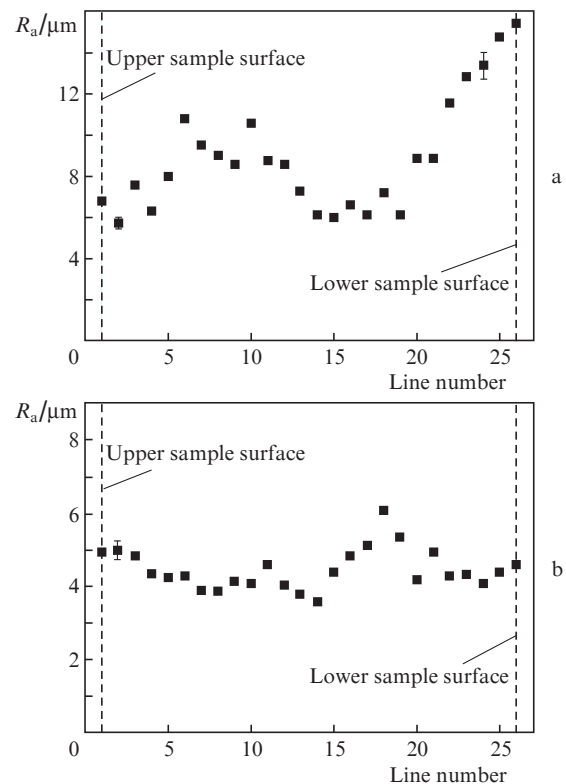 Rₐ/μm
Upper sample surface
12
8
a
4
Lower sample surface
0 5 10 15 20 25
Line number
Rₐ/μm
8
Upper sample surface
6
4
b
2
Lower sample surface
0 5 10 15 20 25
Line number